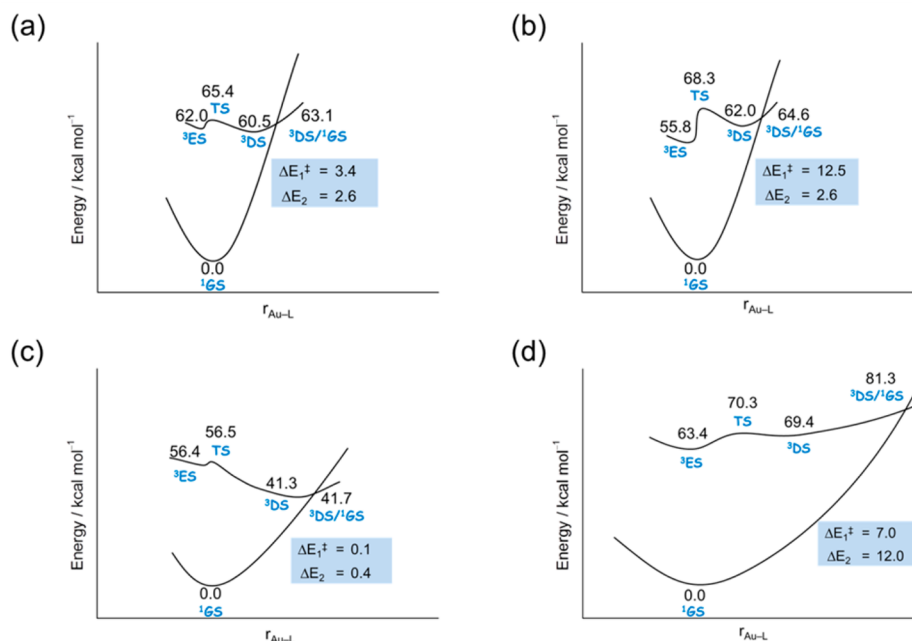 (a)
Energy / kcal mol⁻¹
65.4
TS
62.0
³ES
60.5
³DS
63.1
³DS/¹GS
ΔE₁‡ = 3.4
ΔE₂ = 2.6
0.0
¹GS
r_Au–L
(b)
Energy / kcal mol⁻¹
68.3
TS
55.8
³ES
62.0
³DS
64.6
³DS/¹GS
ΔE₁‡ = 12.5
ΔE₂ = 2.6
0.0
¹GS
r_Au–L
(c)
Energy / kcal mol⁻¹
56.5
TS
56.4
³ES
41.3
³DS
41.7
³DS/¹GS
ΔE₁‡ = 0.1
ΔE₂ = 0.4
0.0
¹GS
r_Au–L
(d)
Energy / kcal mol⁻¹
81.3
³DS/¹GS
70.3
TS
63.4
³ES
69.4
³DS
ΔE₁‡ = 7.0
ΔE₂ = 12.0
0.0
¹GS
r_Au–L